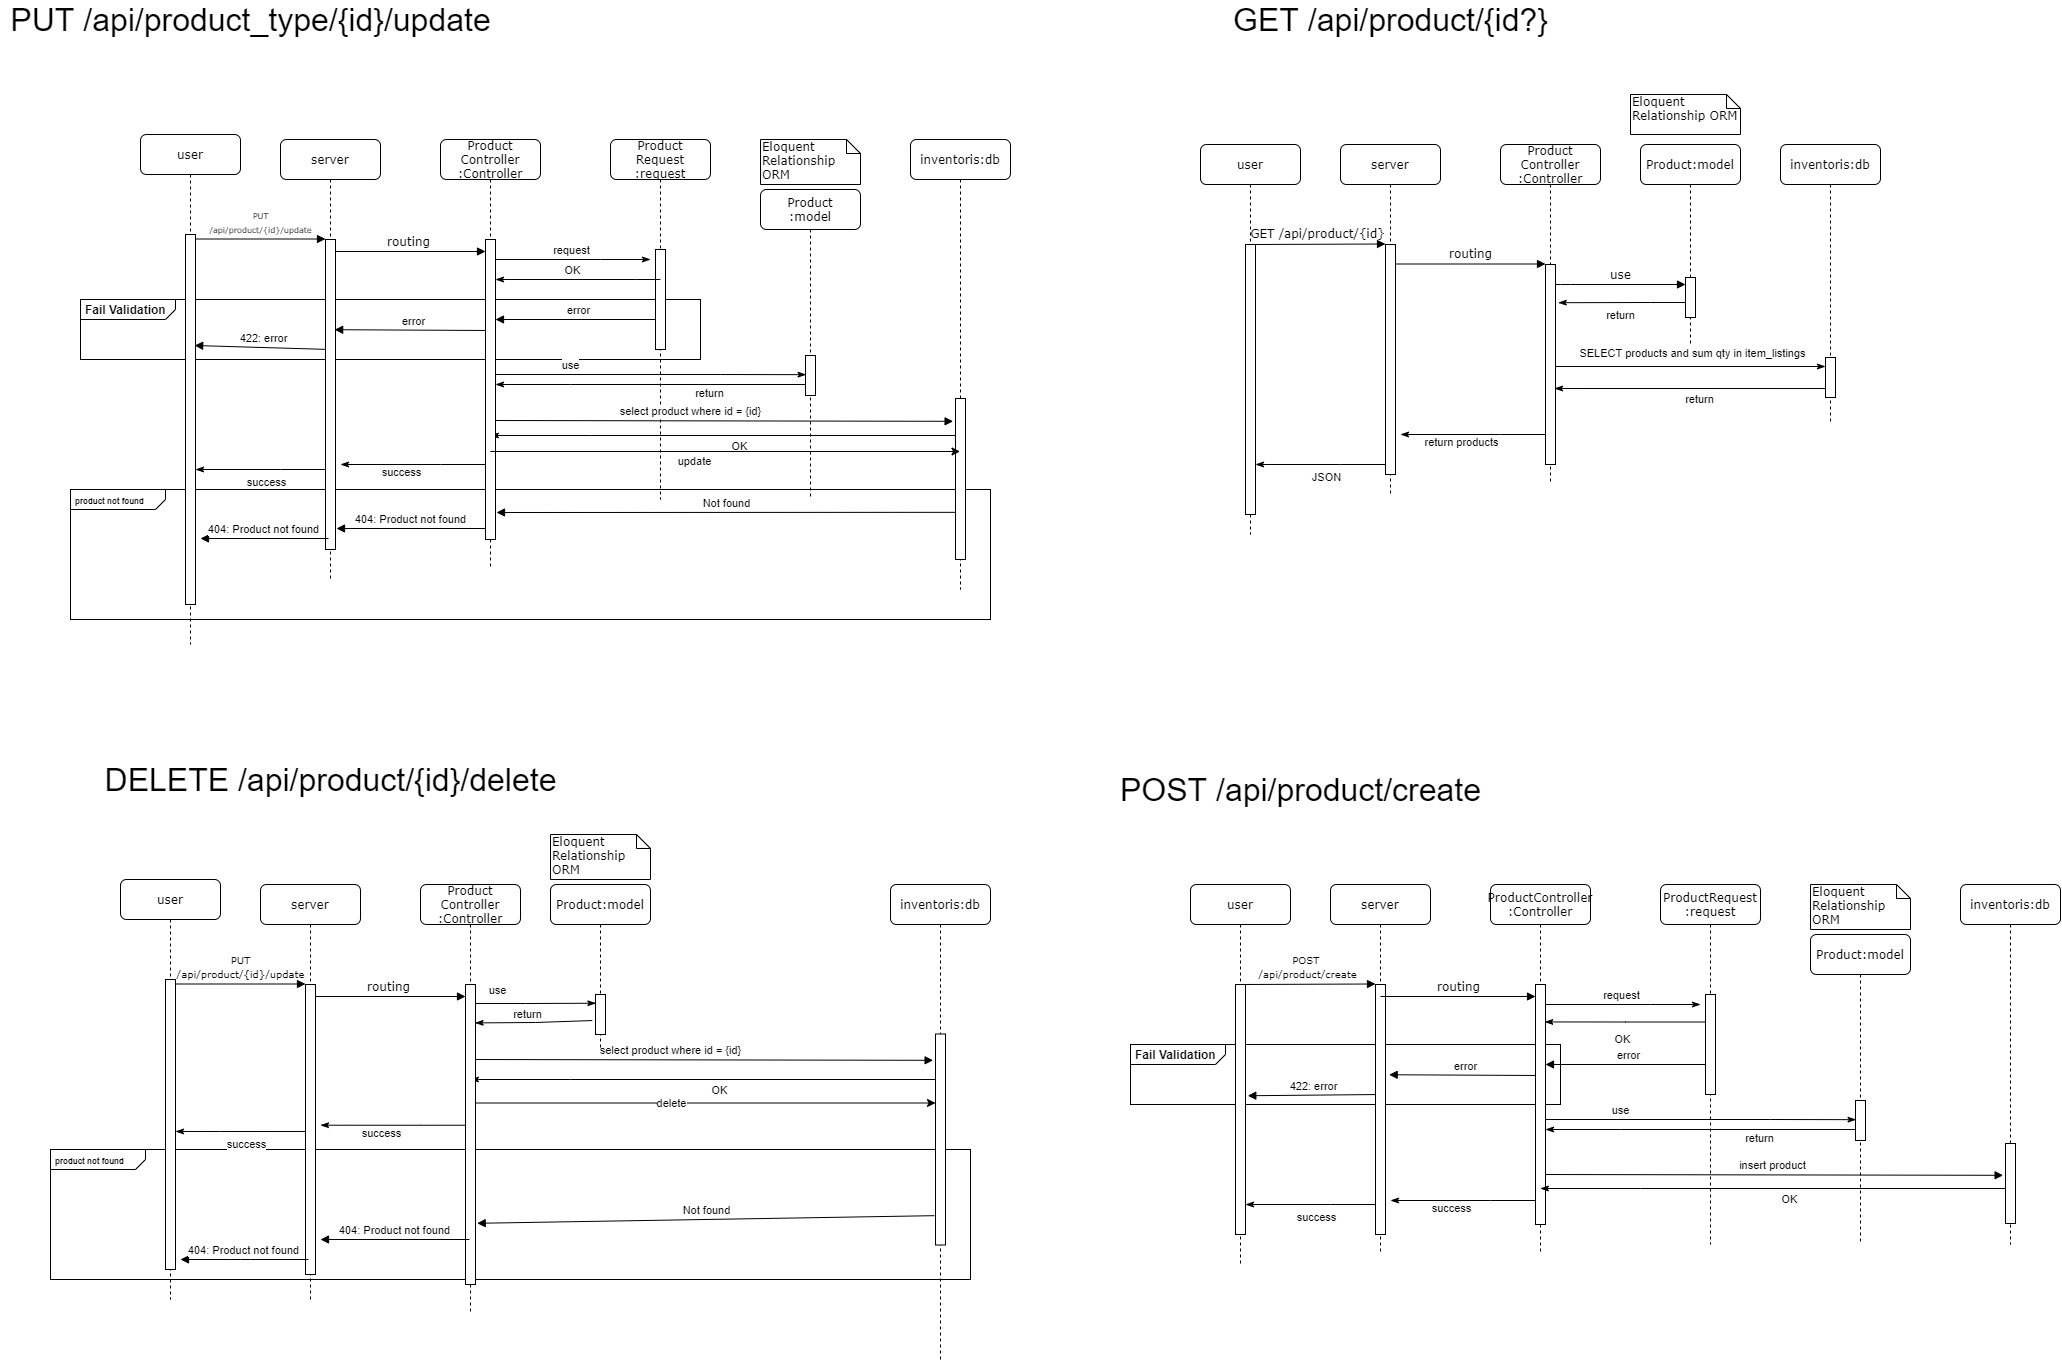 PUT /api/product_type/{id}/update
user
server
Product
Controller
:Controller
Product
Request
:request
Eloquent
Relationship
ORM
Product
:model
inventoris:db
PUT
/api/product/{id}/update
routing
request
OK
Fail Validation
error
error
422: error
use
return
select product where id = {id}
OK
update
success
success
product not found
Not found
404: Product not found
404: Product not found
GET /api/product/{id?}
Eloquent
Relationship ORM
user
server
Product
Controller
:Controller
Product:model
inventoris:db
GET /api/product/{id}
routing
use
return
SELECT products and sum qty in item_listings
return
return products
JSON
DELETE /api/product/{id}/delete
Eloquent
Relationship
ORM
user
server
Product
Controller
:Controller
Product:model
inventoris:db
PUT
/api/product/{id}/update
routing
use
return
select product where id = {id}
OK
delete
success
success
product not found
Not found
404: Product not found
404: Product not found
POST /api/product/create
user
server
ProductController
:Controller
ProductRequest
:request
Eloquent
Relationship
ORM
Product:model
inventoris:db
POST
/api/product/create
routing
request
OK
Fail Validation
error
error
422: error
use
return
insert product
OK
success
success